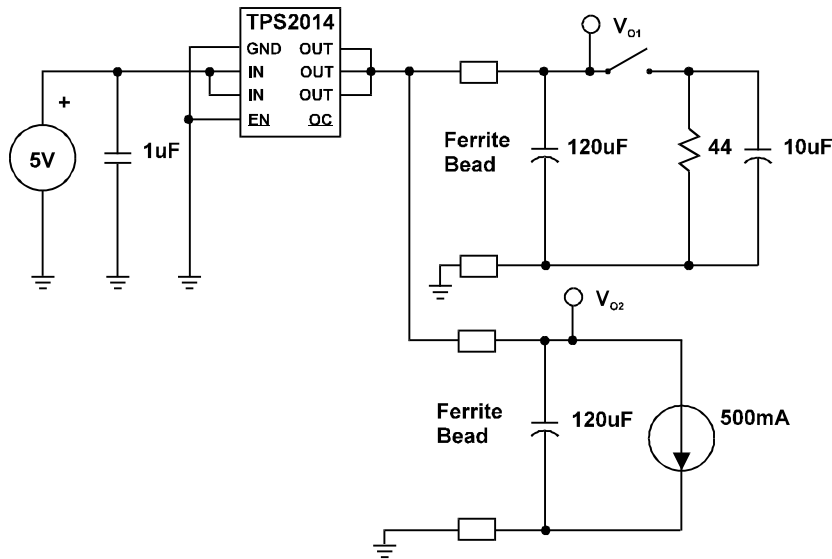 TPS2014
GND OUT
IN OUT
IN OUT
EN OC
+
5V
1uF
Ferrite
Bead
120uF
VO1
44
10uF
VO2
Ferrite
Bead
120uF
500mA